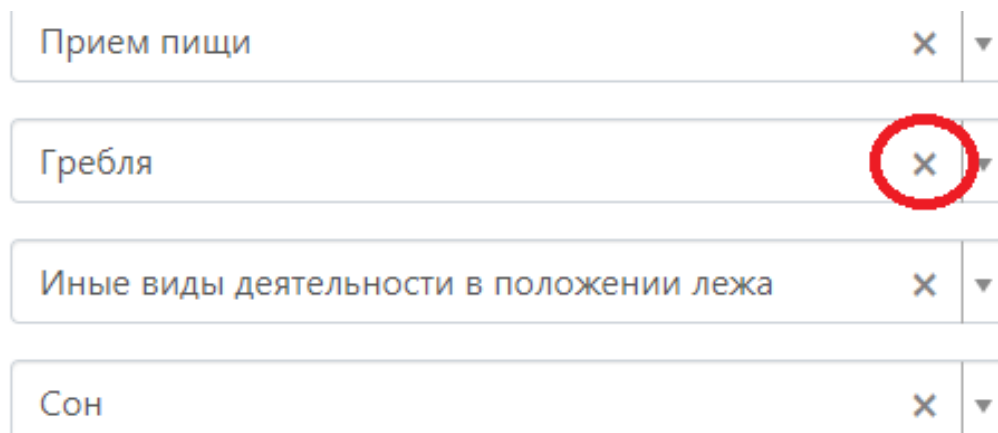 Прием пищи
Гребля
Иные виды деятельности в положении лежа
Сон